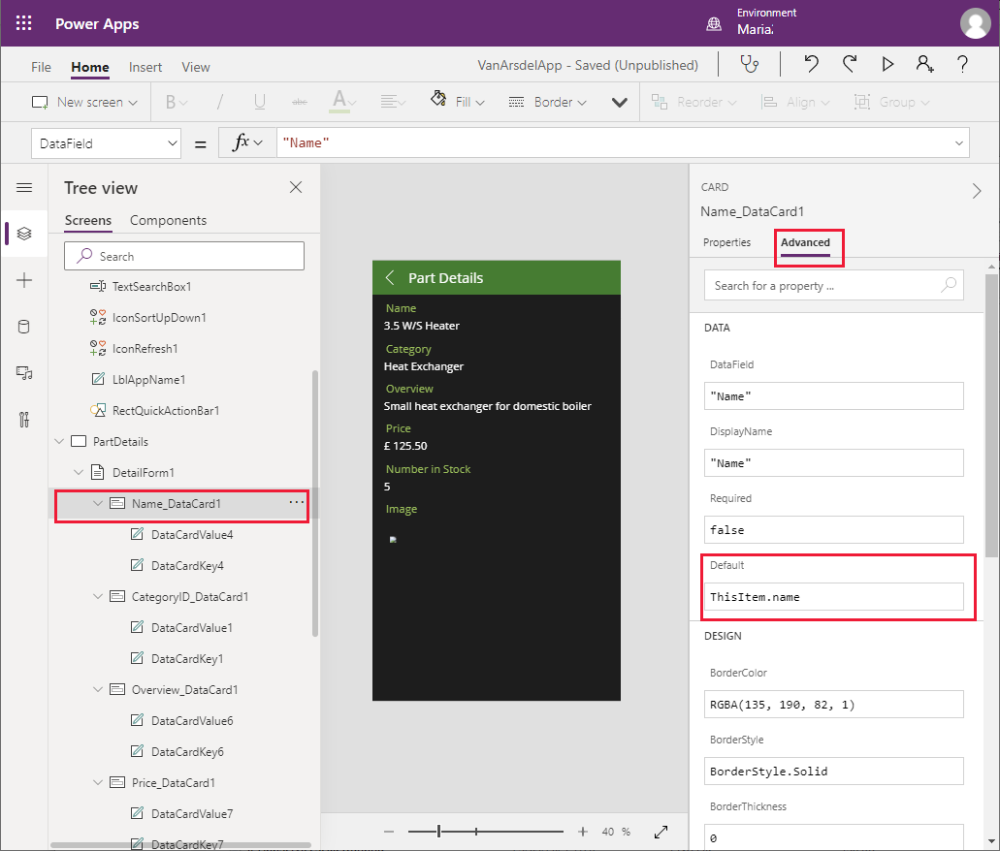 Power Apps
Environment
Maria
File Home Insert View
VanArsdelApp - Saved (Unpublished)
New screen
B / U abc A
Fill
Border
Reorder
Align
Group
DataField
= fx "Name"
Tree view
Screens Components
Search
TextSearchBox1
IconSortUpDown1
IconRefresh1
LblAppName1
RectQuickActionBar1
PartDetails
DetailForm1
Name_DataCard1 ...
DataCardValue4
DataCardKey4
CategoryID_DataCard1
DataCardValue1
DataCardKey1
Overview_DataCard1
DataCardValue6
DataCardKey6
Price_DataCard1
DataCardValue7
DataCardKey7
Part Details
Name
3.5 W/S Heater
Category
Heat Exchanger
Overview
Small heat exchanger for domestic boiler
Price
£ 125.50
Number in Stock
5
Image
40 %
CARD
Name_DataCard1
Properties Advanced
Search for a property ...
DATA
DataField
"Name"
DisplayName
"Name"
Required
false
Default
ThisItem.name
DESIGN
BorderColor
RGBA(135, 190, 82, 1)
BorderStyle
BorderStyle.Solid
BorderThickness
0